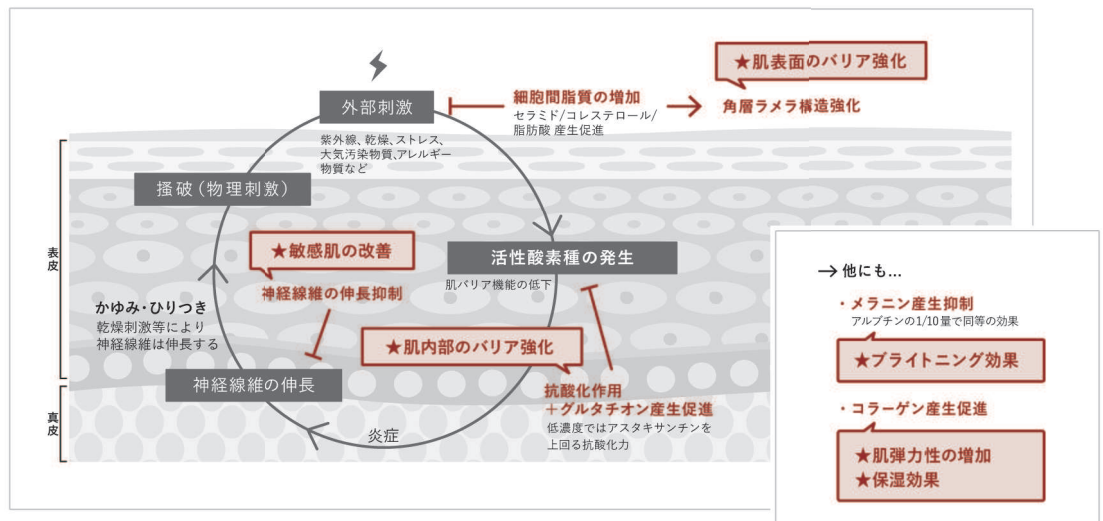 ★肌表面のバリア強化
外部刺激
細胞間脂質の増加
セラミド/コレステロール/
脂肪酸 産生促進
角層ラメラ構造強化
紫外線、乾燥、ストレス、
大気汚染物質、アレルギー
物質など
搔破（物理刺激）
表皮
★敏感肌の改善
神経線維の伸長抑制
活性酸素種の発生
肌バリア機能の低下
かゆみ・ひりつき
乾燥刺激等により
神経線維は伸長する
★肌内部のバリア強化
神経線維の伸長
抗酸化作用
＋グルタチオン産生促進
低濃度ではアスタキサンチンを
上回る抗酸化力
真皮
炎症
→ 他にも...
・メラニン産生抑制
アルブチンの1/10量で同等の効果
★ブライトニング効果
・コラーゲン産生促進
★肌弾力性の増加
★保湿効果